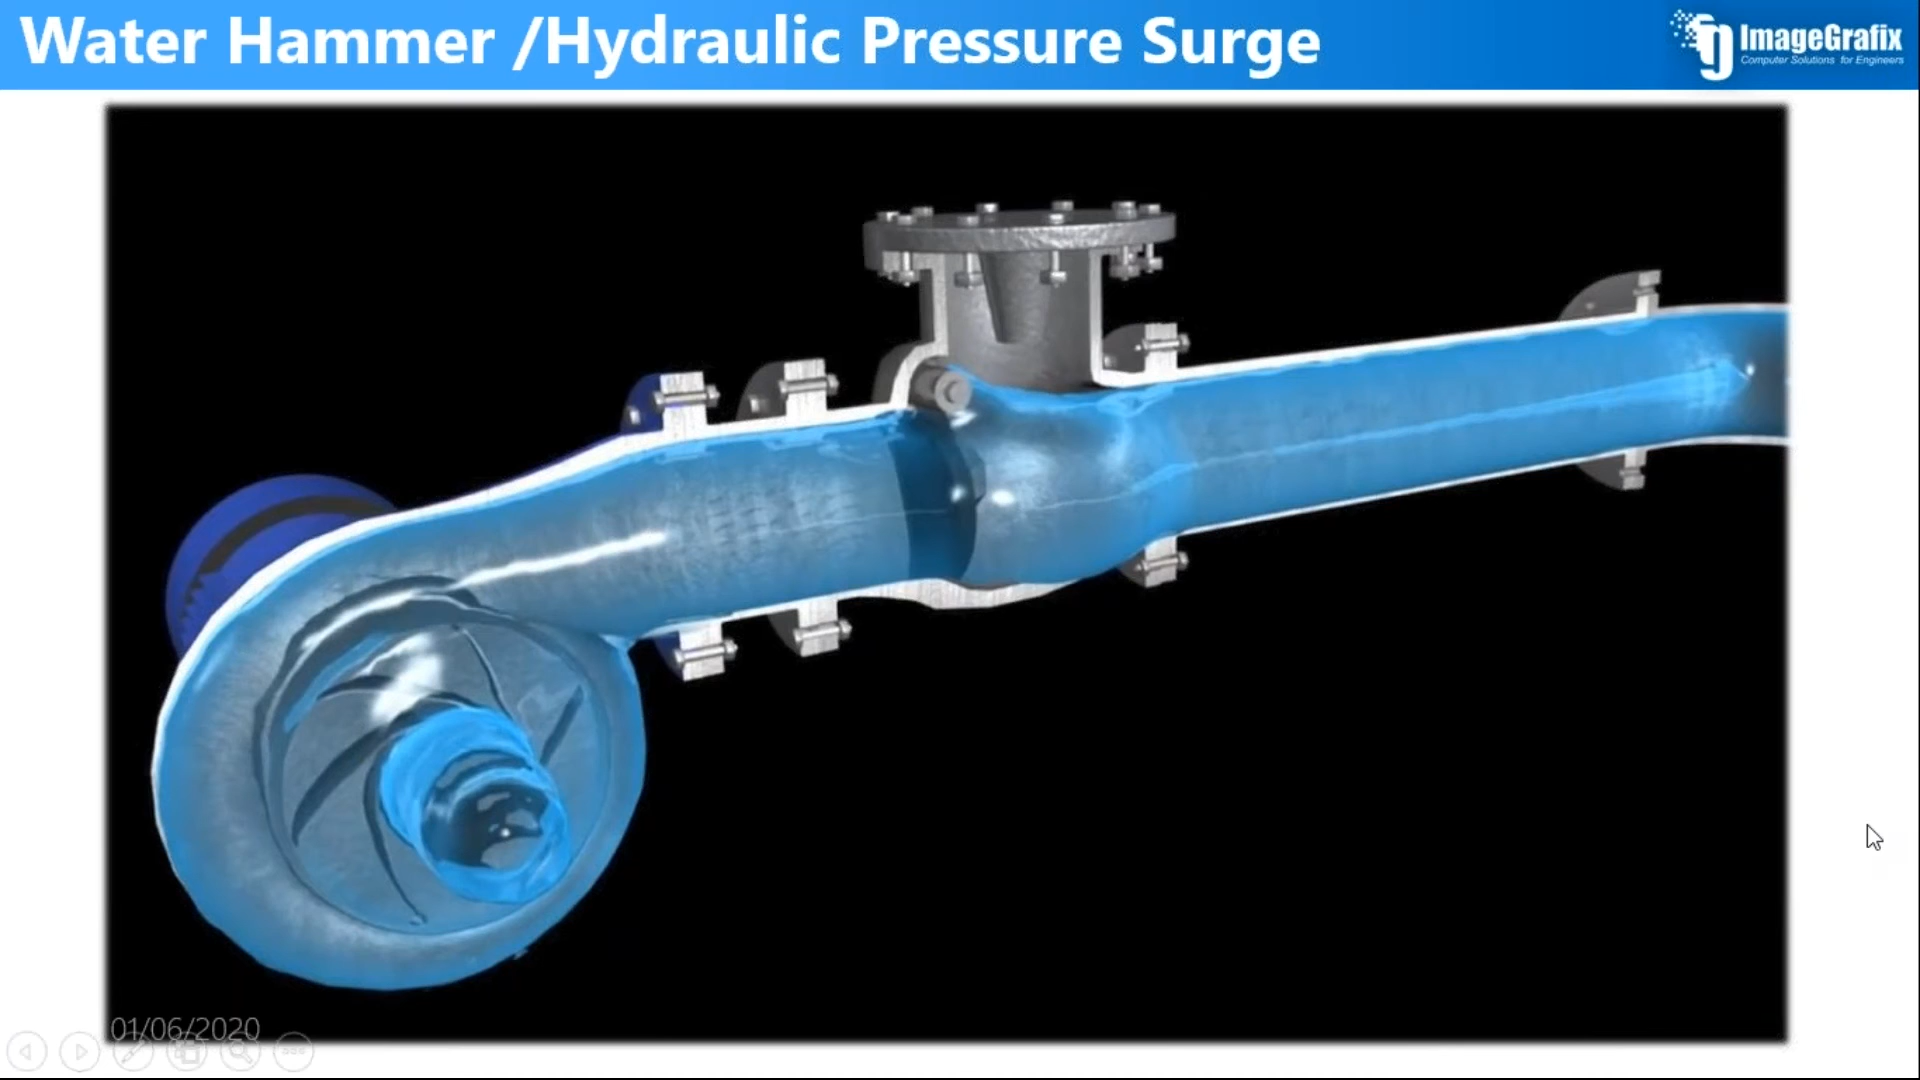 Water Hammer /Hydraulic Pressure Surge
ImageGrafix
Computer Solutions for Engineers
01/06/2020